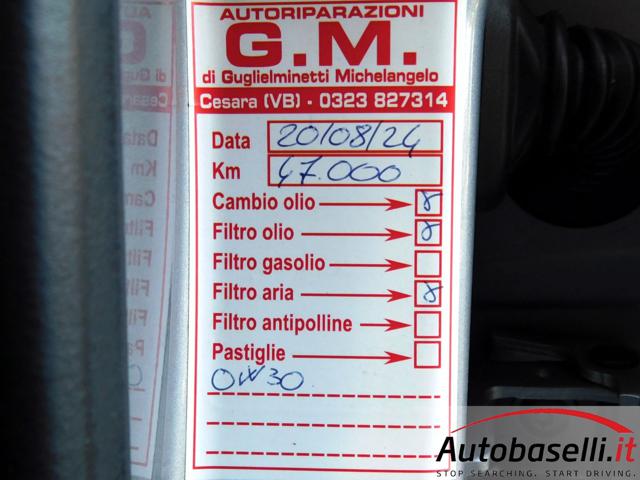 AUTORIPARAZIONI
G.M.
di Guglielminetti Michelangelo
Cesara (VB) - 0323 827314
Data 20/08/24
Km 47.000
Cambio olio
Filtro olio
Filtro gasolio
Filtro aria
Filtro antipolline
Pastiglie
0W30
Autobaselli.it
STOP SEARCHING. START DRIVING.